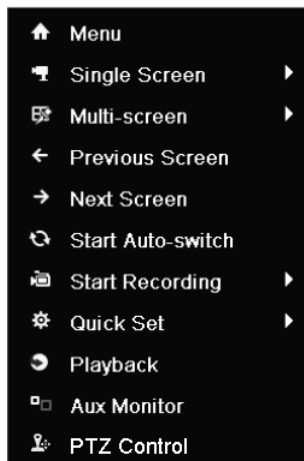 Menu
Single Screen
Multi-screen
Previous Screen
Next Screen
Start Auto-switch
Start Recording
Quick Set
Playback
Aux Monitor
PTZ Control